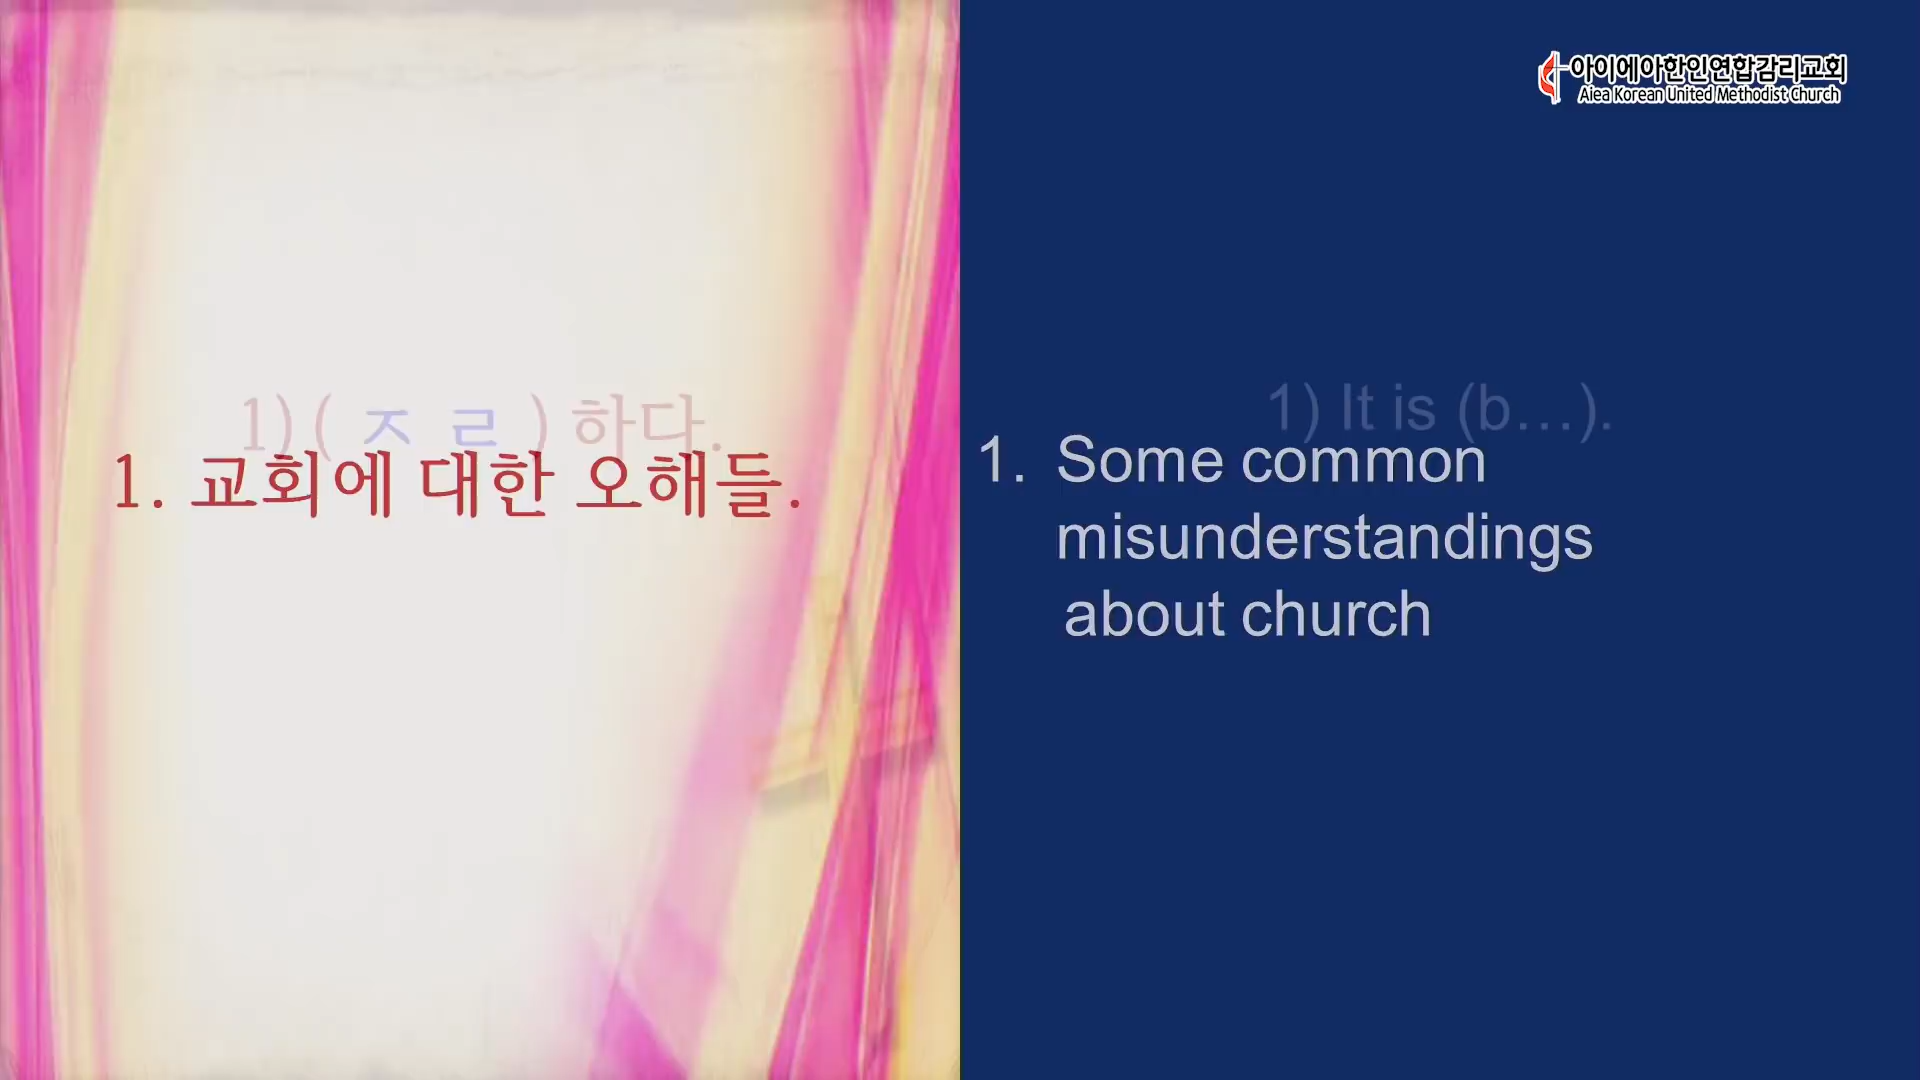 아이에아한인연합감리교회
Aiea Korean United Methodist Church
1) ( ㅈ ㄹ ) 하다.
1. 교회에 대한 오해들.
1) It is (b...).
1. Some common
misunderstandings
about church